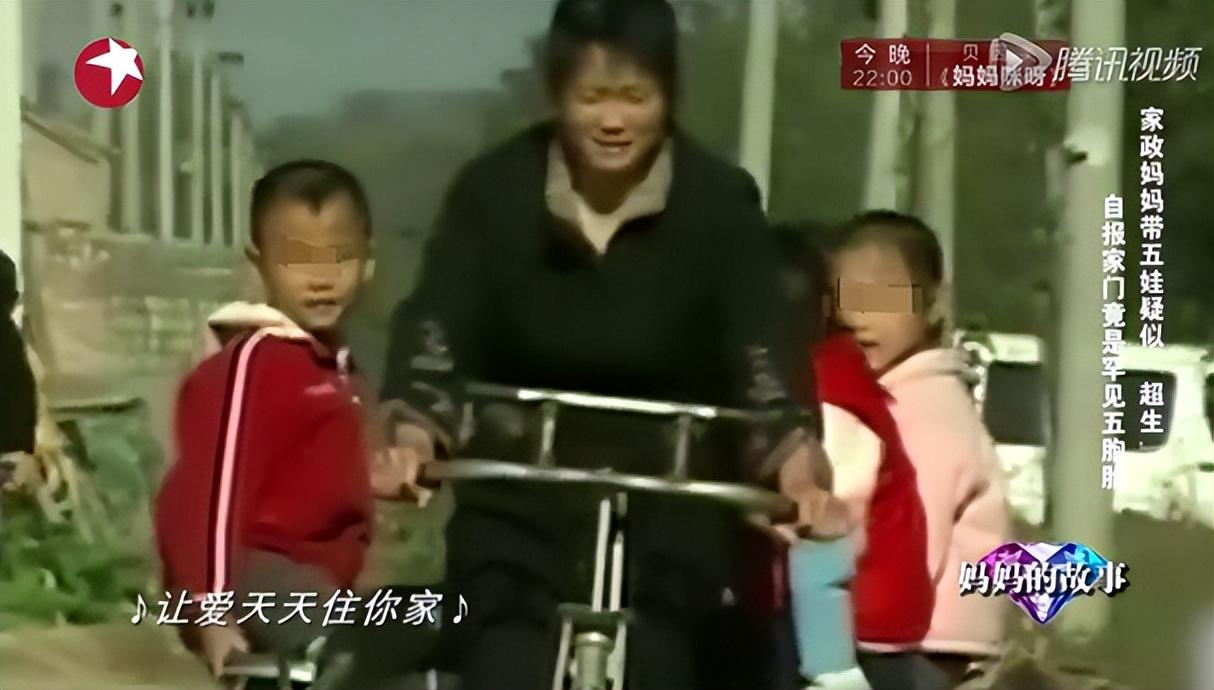 今晚
22:00
贝
《妈妈咪呀》
腾讯视频
家政妈妈带五娃疑似"超生"
自报家门竟是罕见五胞胎
妈妈的故事
♪让爱天天住你家♪